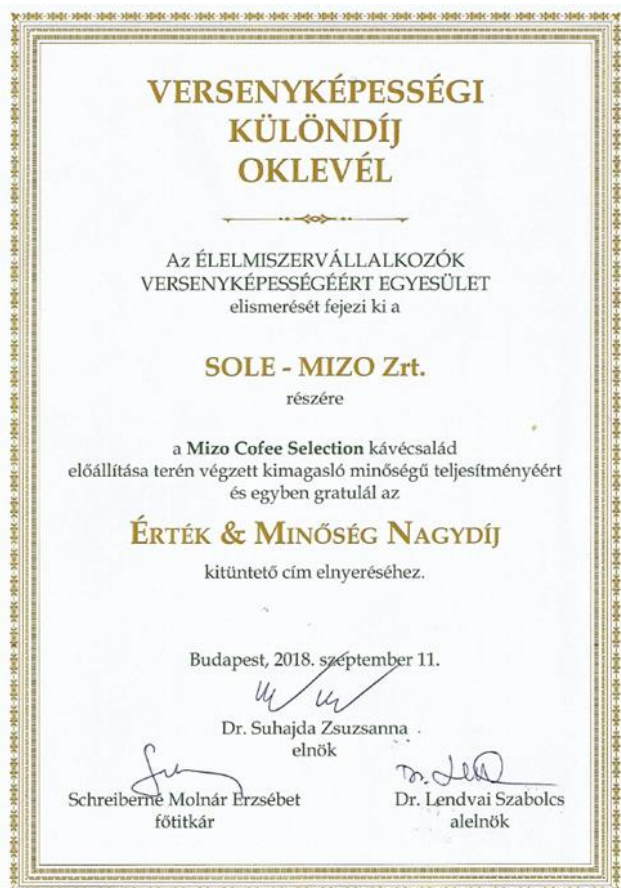 VERSENYKÉPESSÉGI
KÜLÖNDÍJ
OKLEVÉL
Az ÉLELMISZERVÁLLALKOZÓK
VERSENYKÉPESSÉGÉÉRT EGYESÜLET
elismerését fejezi ki a
SOLE - MIZO Zrt.
részére
a Mizo Cofee Selection kávécsalád
előállítása terén végzett kimagasló minőségű teljesítményéért
és egyben gratulál az
ÉRTÉK & MINŐSÉG NAGYDÍJ
kitüntető cím elnyeréséhez.
Budapest, 2018. szeptember 11.
Dr. Suhajda Zsuzsanna
elnök
Schreiberné Molnár Erzsébet
főtitkár
Dr. Lendvai Szabolcs
alelnök